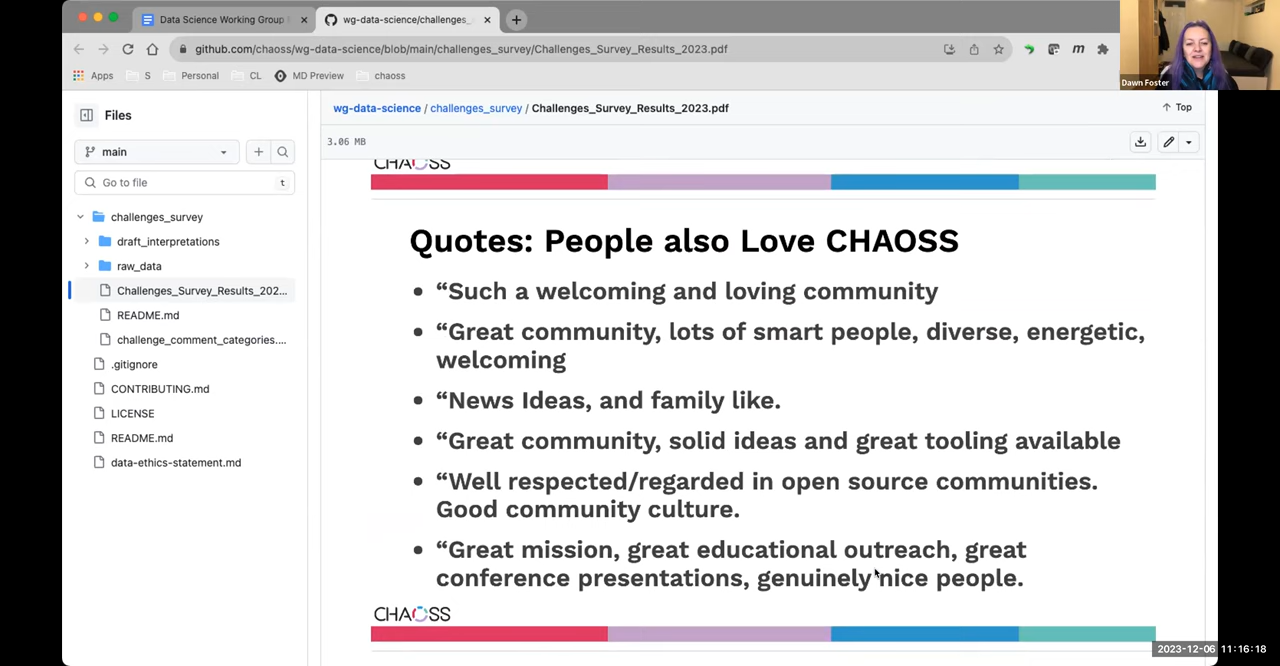 Data Science Working Group
wg-data-science/challenges_
github.com/chaoss/wg-data-science/blob/main/challenges_survey/Challenges_Survey_Results_2023.pdf
Apps
S
Personal
CL
MD Preview
chaoss
Dawn Foster
Files
wg-data-science / challenges_survey / Challenges_Survey_Results_2023.pdf
Top
main
3.06 MB
Go to file
t
challenges_survey
draft_interpretations
raw_data
Challenges_Survey_Results_202...
README.md
challenge_comment_categories....
.gitignore
CONTRIBUTING.md
LICENSE
README.md
data-ethics-statement.md
CHAOSS
Quotes: People also Love CHAOSS
• “Such a welcoming and loving community
• “Great community, lots of smart people, diverse, energetic,
welcoming
• “News Ideas, and family like.
• “Great community, solid ideas and great tooling available
• “Well respected/regarded in open source communities.
Good community culture.
• “Great mission, great educational outreach, great
conference presentations, genuinely nice people.
CHAOSS
2023-12-06 11:16:18